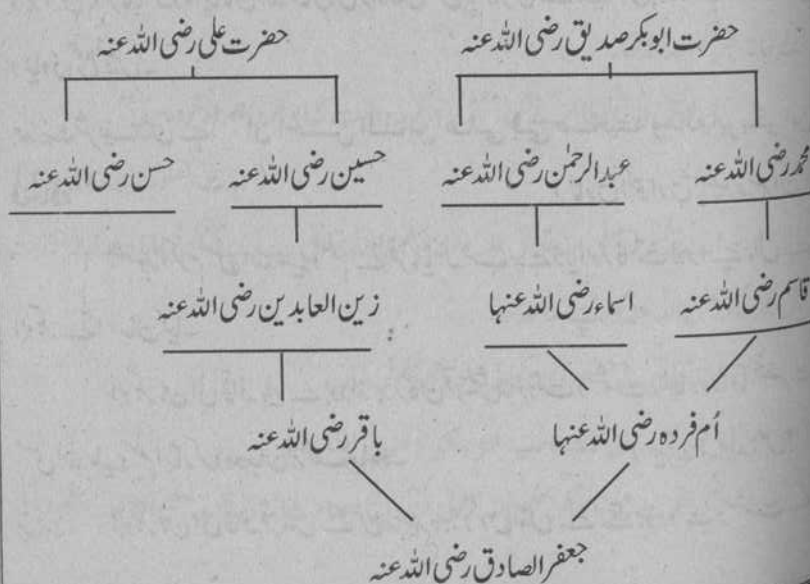 حضرت ابوبکر صدیق رضی اللہ عنہ حضرت علی رضی اللہ عنہ
محمد رضی اللہ عنہ عبدالرحمٰن رضی اللہ عنہ حسین رضی اللہ عنہ حسن رضی اللہ عنہ
قاسم رضی اللہ عنہ اسماء رضی اللہ عنہا زین العابدین رضی اللہ عنہ
اُم فردہ رضی اللہ عنہا باقر رضی اللہ عنہ
جعفر الصادق رضی اللہ عنہ